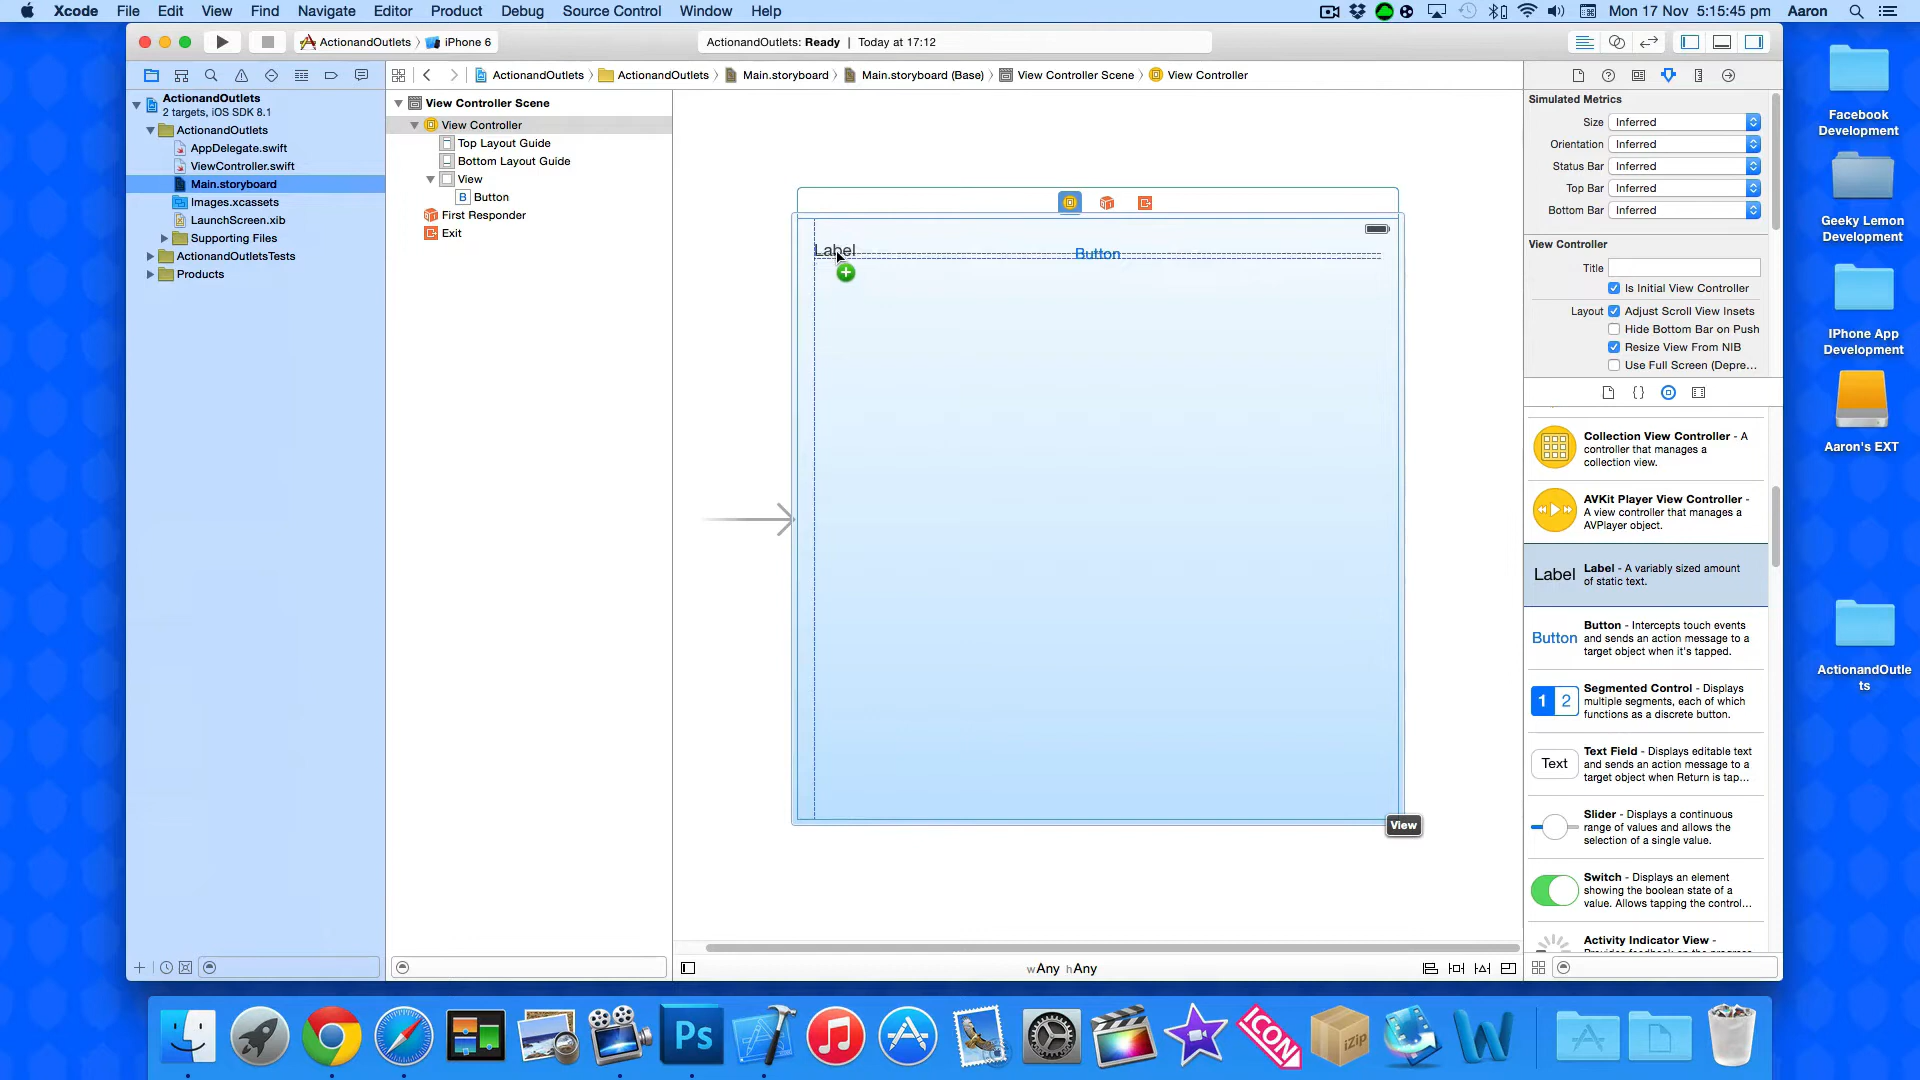 Xcode File Edit View Find Navigate Editor Product Debug Source Control Window Help Mon 17 Nov 5:15:45 pm Aaron
ActionandOutlets iPhone 6
ActionandOutlets: Ready | Today at 17:12
ActionandOutlets ActionandOutlets Main.storyboard Main.storyboard (Base) View Controller Scene View Controller
ActionandOutlets
2 targets, iOS SDK 8.1
ActionandOutlets
AppDelegate.swift
ViewController.swift
Main.storyboard
Images.xcassets
LaunchScreen.xib
Supporting Files
ActionandOutletsTests
Products
View Controller Scene
View Controller
Top Layout Guide
Bottom Layout Guide
View
B Button
First Responder
Exit
Label
Button
View
wAny hAny
Simulated Metrics
Size Inferred
Orientation Inferred
Status Bar Inferred
Top Bar Inferred
Bottom Bar Inferred
View Controller
Title
Is Initial View Controller
Layout Adjust Scroll View Insets
Hide Bottom Bar on Push
Resize View From NIB
Use Full Screen (Depre...
Collection View Controller - A
controller that manages a
collection view.
AVKit Player View Controller -
A view controller that manages a
AVPlayer object.
Label
Label - A variably sized amount
of static text.
Button
Button - Intercepts touch events
and sends an action message to a
target object when it's tapped.
1 2
Segmented Control - Displays
multiple segments, each of which
functions as a discrete button.
Text
Text Field - Displays editable text
and sends an action message to a
target object when Return is tap...
Slider - Displays a continuous
range of values and allows the
selection of a single value.
Switch - Displays an element
showing the boolean state of a
value. Allows tapping the control...
Activity Indicator View -
Facebook
Development
Geeky Lemon
Development
IPhone App
Development
Aaron's EXT
ActionandOutle
ts
Ps
ICON
iZip
W